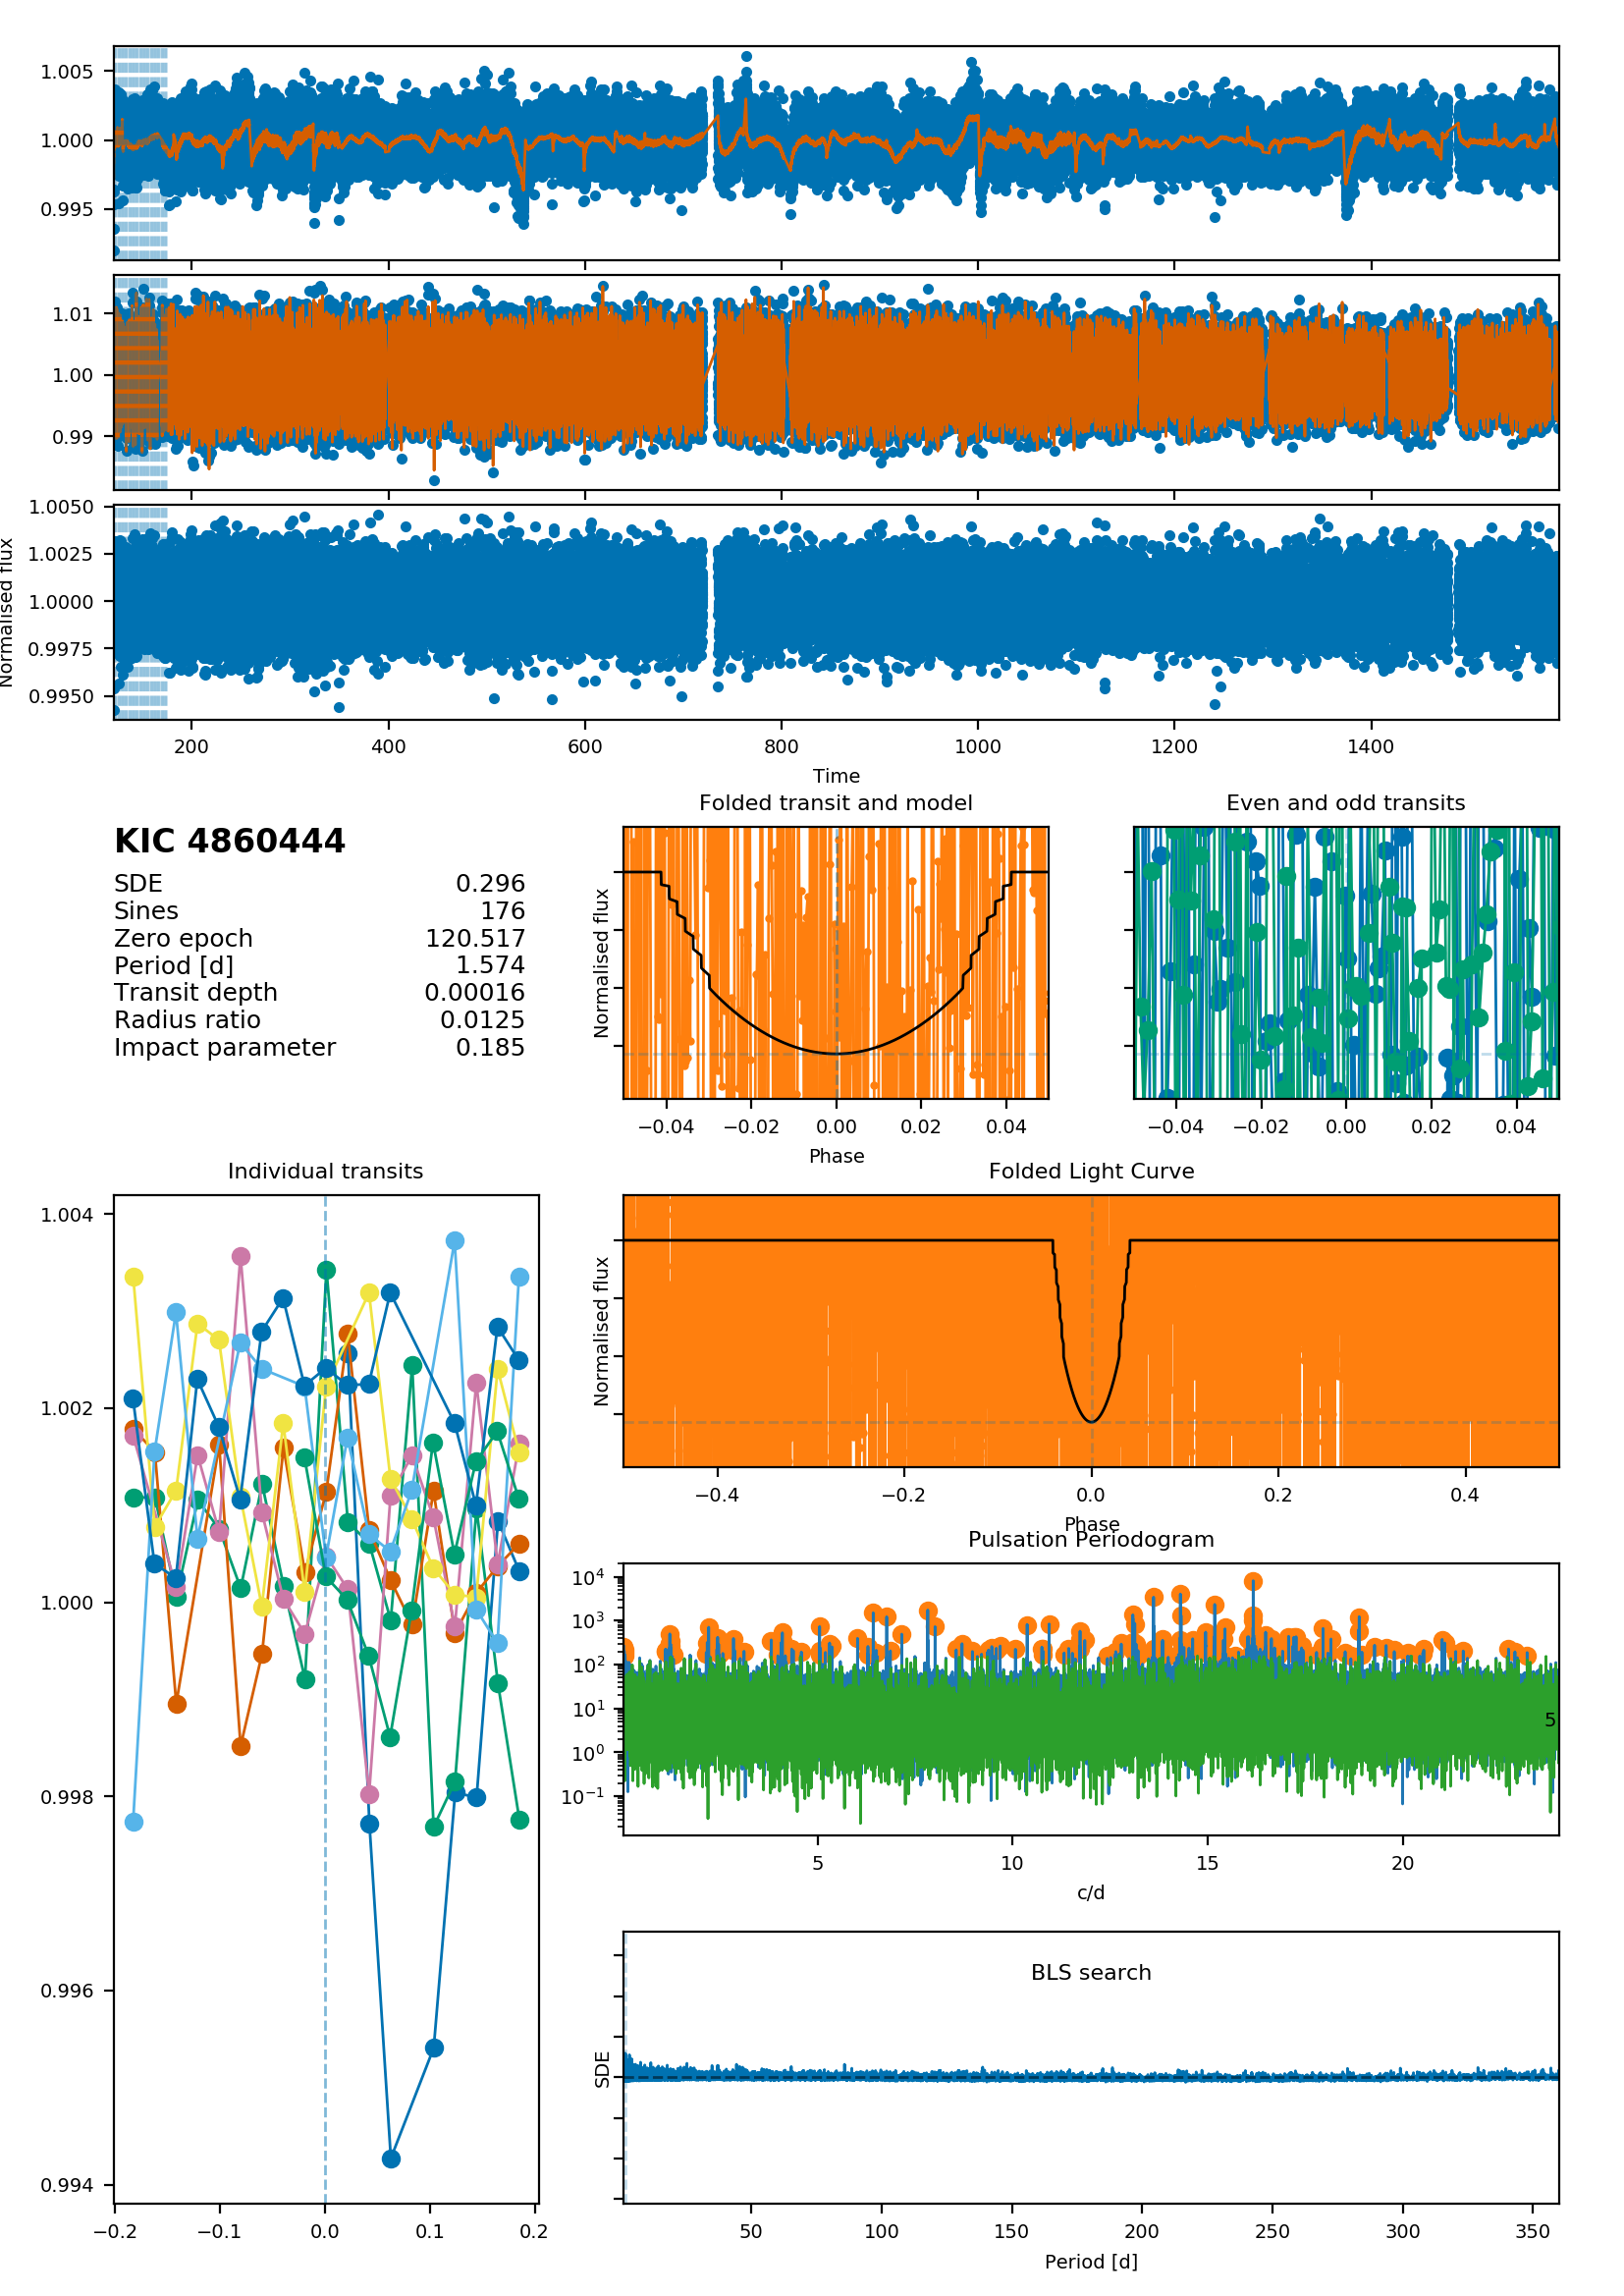 1.005
1.000
0.995
1.01
1.00
0.99
1.0050
1.0025
1.0000
0.9975
0.9950
Normalised flux
200 400 600 800 1000 1200 1400
Time
KIC 4860444
SDE 0.296
Sines 176
Zero epoch 120.517
Period [d] 1.574
Transit depth 0.00016
Radius ratio 0.0125
Impact parameter 0.185
Folded transit and model
Normalised flux
−0.04 −0.02 0.00 0.02 0.04
Phase
Even and odd transits
−0.04 −0.02 0.00 0.02 0.04
Individual transits
1.004
1.002
1.000
0.998
0.996
0.994
−0.2 −0.1 0.0 0.1 0.2
Folded Light Curve
Normalised flux
−0.4 −0.2 0.0 0.2 0.4
Phase
Pulsation Periodogram
10⁴
10³
10²
10¹
10⁰
10⁻¹
5
5 10 15 20
c/d
BLS search
SDE
50 100 150 200 250 300 350
Period [d]